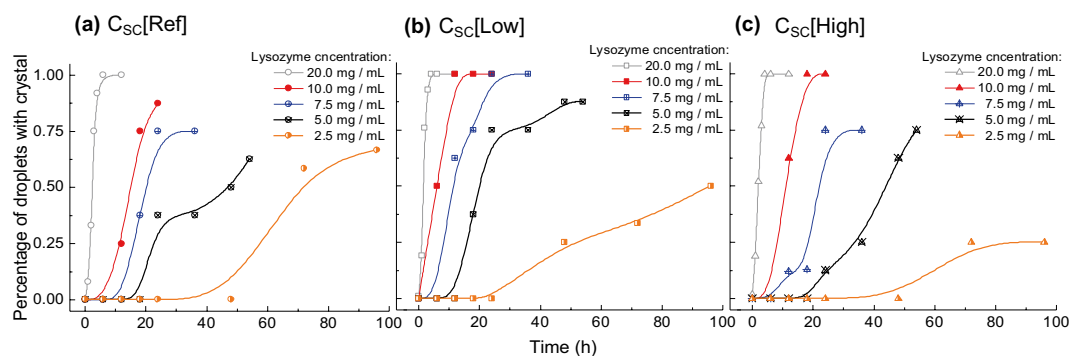 (a) C_SC[Ref]
Lysozyme cncentration:
20.0 mg / mL
10.0 mg / mL
7.5 mg / mL
5.0 mg / mL
2.5 mg / mL
(b) C_SC[Low]
Lysozyme cncentration:
20.0 mg / mL
10.0 mg / mL
7.5 mg / mL
5.0 mg / mL
2.5 mg / mL
(c) C_SC[High]
Lysozyme cncentration:
20.0 mg / mL
10.0 mg / mL
7.5 mg / mL
5.0 mg / mL
2.5 mg / mL
Percentage of droplets with crystal
1.00
0.75
0.50
0.25
0.00
0 20 40 60 80 100
0 20 40 60 80 100
0 20 40 60 80 100
Time (h)